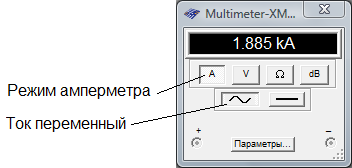 Multimeter-XM...
1.885 kA
A V Ω dB
Режим амперметра
Ток переменный
+ –
Параметры...